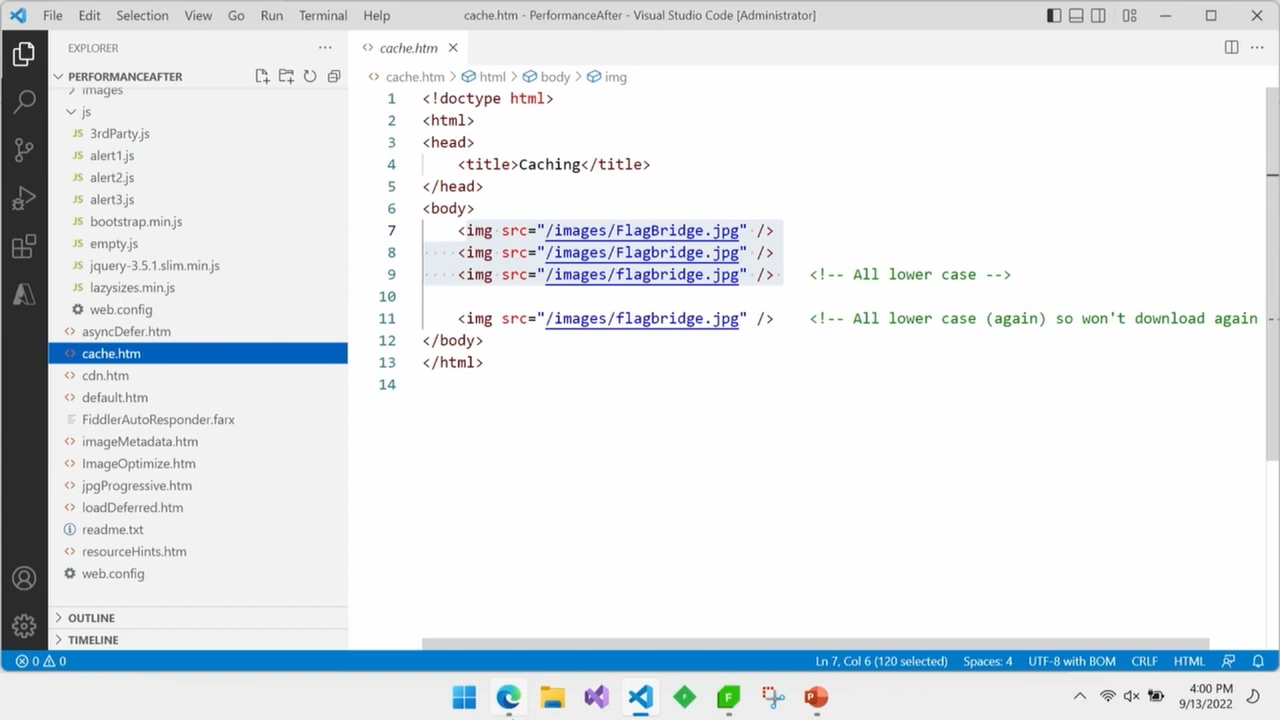 File Edit Selection View Go Run Terminal Help cache.htm - PerformanceAfter - Visual Studio Code [Administrator]
EXPLORER
PERFORMANCEAFTER
images
js
JS 3rdParty.js
JS alert1.js
JS alert2.js
JS alert3.js
JS bootstrap.min.js
JS empty.js
JS jquery-3.5.1.slim.min.js
JS lazysizes.min.js
web.config
<> asyncDefer.htm
<> cache.htm
<> cdn.htm
<> default.htm
FiddlerAutoResponder.farx
<> imageMetadata.htm
<> ImageOptimize.htm
<> jpgProgressive.htm
<> loadDeferred.htm
readme.txt
<> resourceHints.htm
web.config
OUTLINE
TIMELINE
<> cache.htm
<> cache.htm > html > body > img
1 <!doctype html>
2 <html>
3 <head>
4 <title>Caching</title>
5 </head>
6 <body>
7 <img src="/images/FlagBridge.jpg" />
8 <img src="/images/FlagBridge.jpg" />
9 <img src="/images/flagbridge.jpg" /> <!-- All lower case -->
10
11 <img src="/images/flagbridge.jpg" /> <!-- All lower case (again) so won't download again -
12 </body>
13 </html>
14
0 0 Ln 7, Col 6 (120 selected) Spaces: 4 UTF-8 with BOM CRLF HTML
4:00 PM
9/13/2022